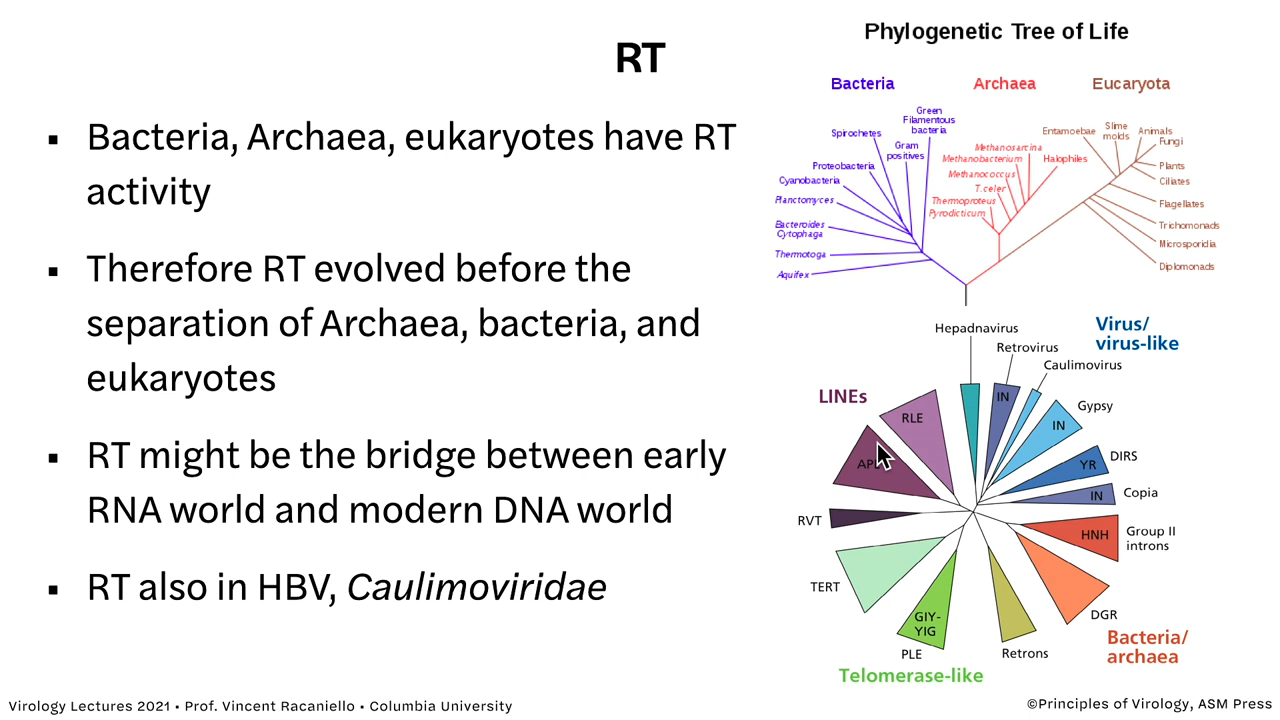 RT
▪ Bacteria, Archaea, eukaryotes have RT
activity
▪ Therefore RT evolved before the
separation of Archaea, bacteria, and
eukaryotes
▪ RT might be the bridge between early
RNA world and modern DNA world
▪ RT also in HBV, Caulimoviridae
Phylogenetic Tree of Life
Bacteria
Archaea
Eucaryota
Green
Filamentous
bacteria
Spirochetes
Gram
positives
Proteobacteria
Cyanobacteria
Planctomyces
Bacteroides
Cytophaga
Thermotoga
Aquifex
Methanosarcina
Methanobacterium
Halophiles
Methanococcus
T.celer
Thermoproteus
Pyrodicticum
Entamoebae
Slime
molds
Animals
Fungi
Plants
Ciliates
Flagellates
Trichomonads
Microsporidia
Diplomonads
Hepadnavirus
Virus/
virus-like
Retrovirus
Caulimovirus
LINEs
RLE
IN
Gypsy
IN
DIRS
YR
Copia
IN
RVT
HNH
Group II
introns
TERT
DGR
GIY-
YIG
PLE
Retrons
Bacteria/
archaea
Telomerase-like
Virology Lectures 2021 • Prof. Vincent Racaniello • Columbia University
©Principles of Virology, ASM Press